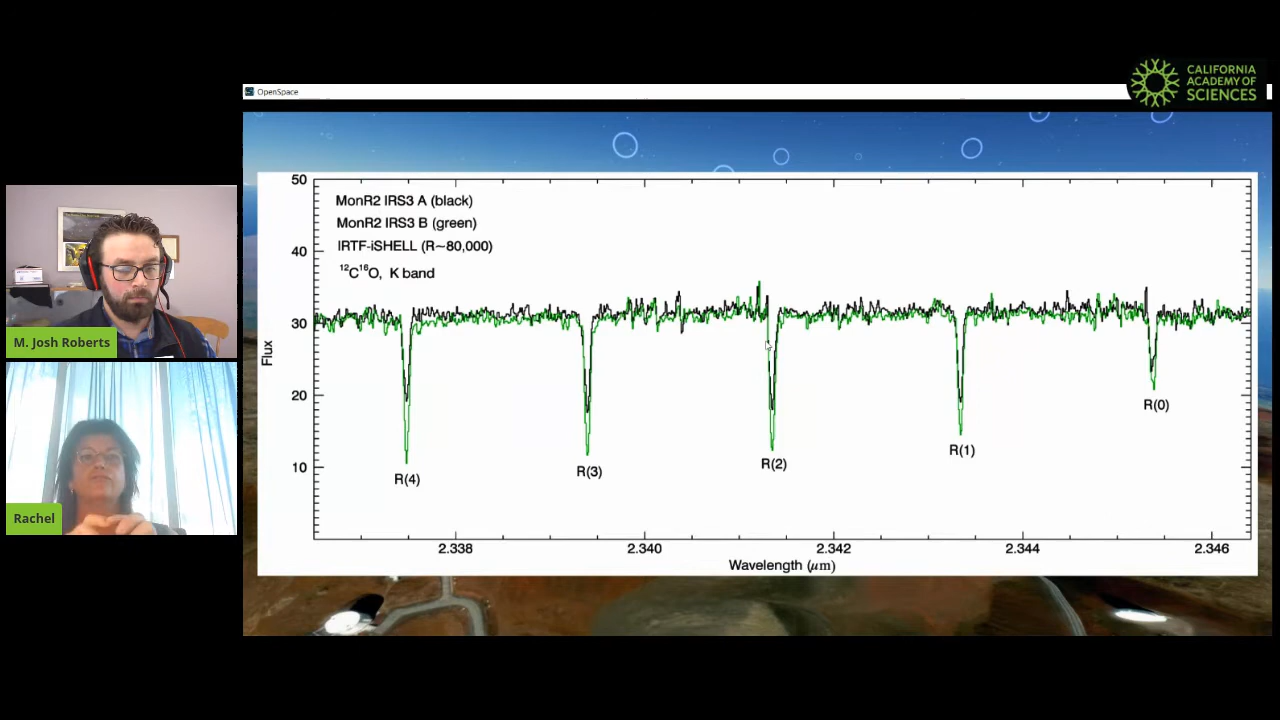 CALIFORNIA
ACADEMY OF
SCIENCES
OpenSpace
M. Josh Roberts
Rachel
50
40
30
20
10
Flux
MonR2 IRS3 A (black)
MonR2 IRS3 B (green)
IRTF-iSHELL (R~80,000)
¹²C¹⁶O, K band
R(4)
R(3)
R(2)
R(1)
R(0)
2.338
2.340
2.342
2.344
2.346
Wavelength (μm)